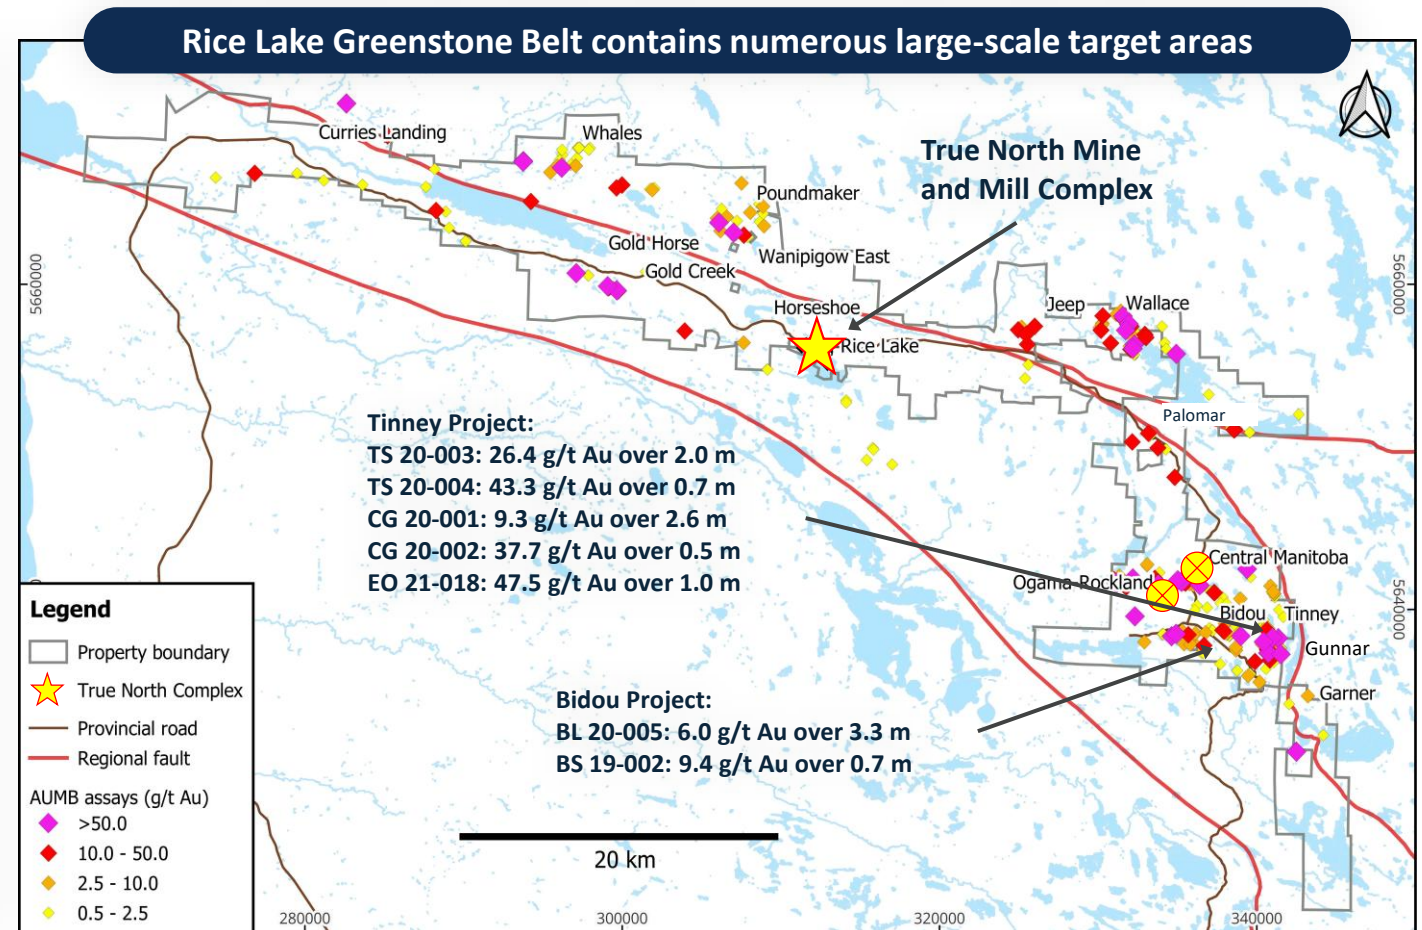 Rice Lake Greenstone Belt contains numerous large-scale target areas
Curries Landing
Whales
True North Mine
and Mill Complex
Poundmaker
Gold Horse
Wanipigow East
Gold Creek
5660000
5660000
Horseshoe
Jeep
Wallace
Rice Lake
Palomar
Tinney Project:
TS 20-003: 26.4 g/t Au over 2.0 m
TS 20-004: 43.3 g/t Au over 0.7 m
CG 20-001: 9.3 g/t Au over 2.6 m
CG 20-002: 37.7 g/t Au over 0.5 m
EO 21-018: 47.5 g/t Au over 1.0 m
Central Manitoba
Ogama-Rockland
5640000
Bidou
Tinney
Gunnar
Garner
Bidou Project:
BL 20-005: 6.0 g/t Au over 3.3 m
BS 19-002: 9.4 g/t Au over 0.7 m
20 km
Legend
Property boundary
True North Complex
Provincial road
Regional fault
AUMB assays (g/t Au)
>50.0
10.0 - 50.0
2.5 - 10.0
0.5 - 2.5
280000
300000
320000
340000